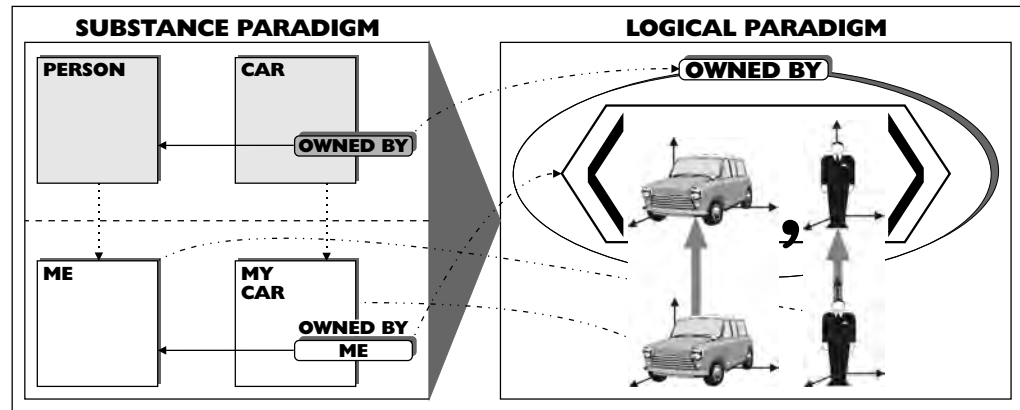 SUBSTANCE PARADIGM
PERSON
CAR
OWNED BY
ME
MY
CAR
OWNED BY
ME
LOGICAL PARADIGM
OWNED BY
,